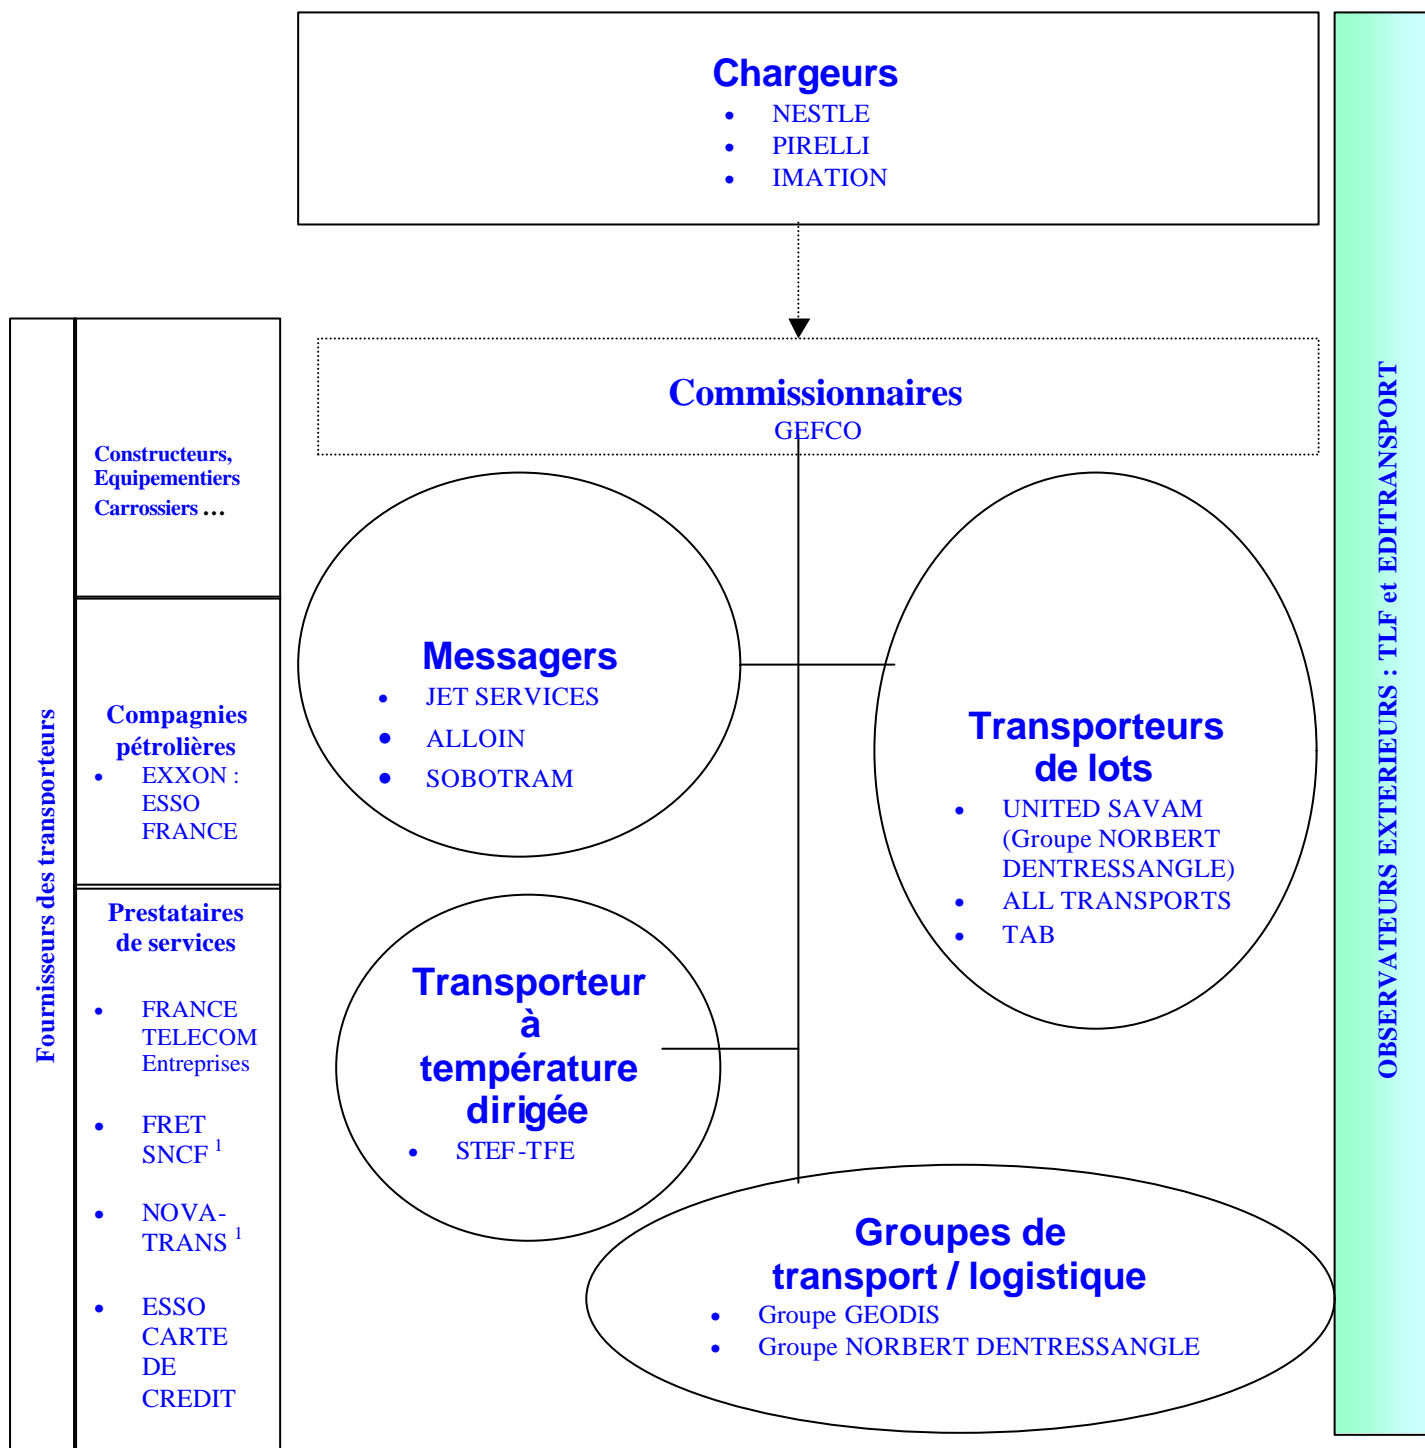 Chargeurs
• NESTLE
• PIRELLI
• IMATION
Commissionnaires
GEFCO
Fournisseurs des transporteurs
Constructeurs,
Equipementiers
Carrossiers …
Compagnies
pétrolières
• EXXON :
ESSO
FRANCE
Prestataires
de services
• FRANCE
TELECOM
Entreprises
• FRET
SNCF 1
• NOVA-
TRANS 1
• ESSO
CARTE
DE
CREDIT
Messagers
• JET SERVICES
• ALLOIN
• SOBOTRAM
Transporteurs
de lots
• UNITED SAVAM
(Groupe NORBERT
DENTRESSANGLE)
• ALL TRANSPORTS
• TAB
Transporteur
à
température
dirigée
• STEF-TFE
Groupes de
transport / logistique
• Groupe GEODIS
• Groupe NORBERT DENTRESSANGLE
OBSERVATEURS EXTERIEURS : TLF et EDITRANSPORT